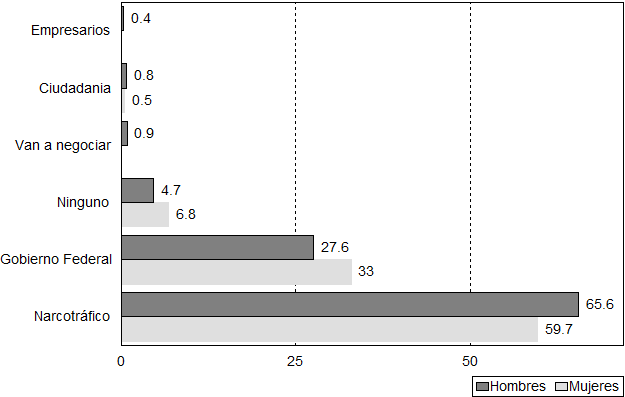 Empresarios
0.4
Ciudadania
0.8
0.5
Van a negociar
0.9
Ninguno
4.7
6.8
Gobierno Federal
27.6
33
Narcotráfico
65.6
59.7
0 25 50
Hombres Mujeres